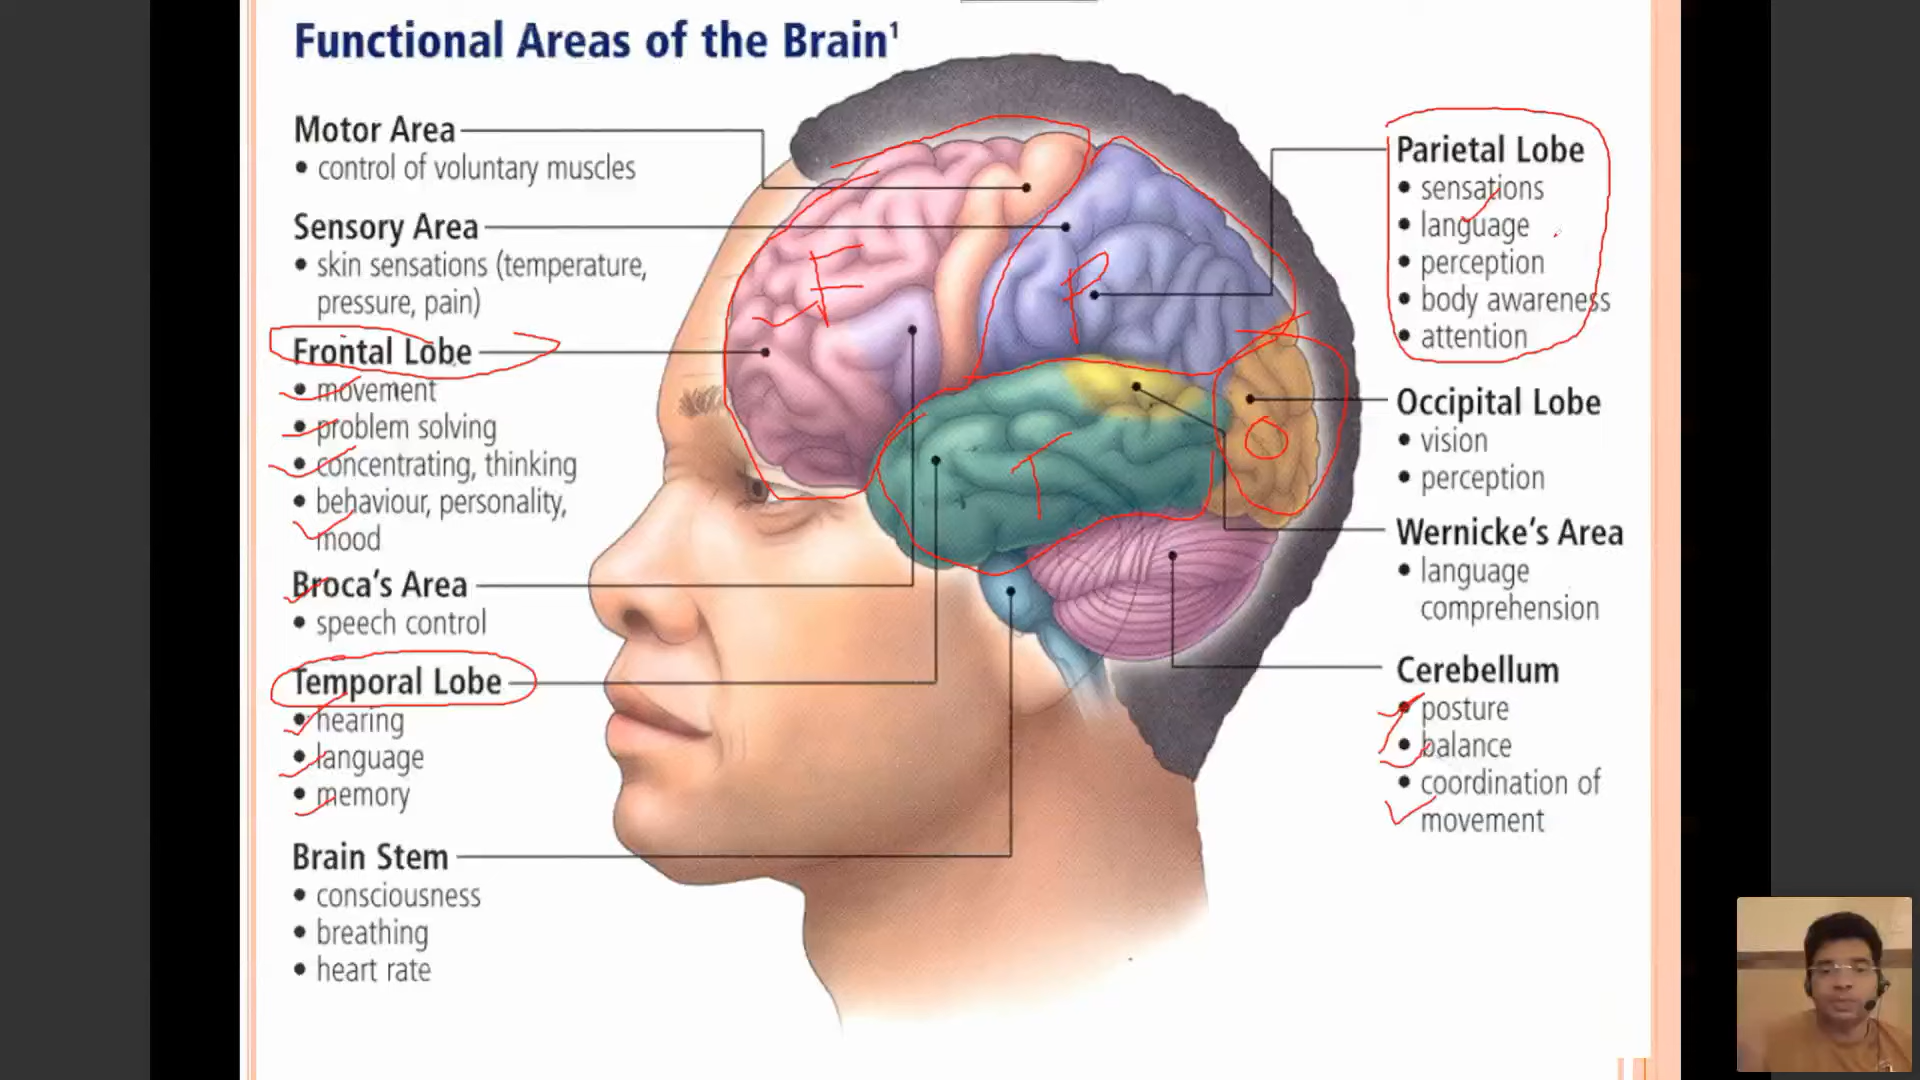 Functional Areas of the Brain¹
Motor Area
• control of voluntary muscles
Sensory Area
• skin sensations (temperature,
pressure, pain)
Frontal Lobe
• movement
• problem solving
• concentrating, thinking
• behaviour, personality,
mood
Broca's Area
• speech control
Temporal Lobe
• hearing
• language
• memory
Brain Stem
• consciousness
• breathing
• heart rate
F
P
T
O
Parietal Lobe
• sensations
• language
• perception
• body awareness
• attention
Occipital Lobe
• vision
• perception
Wernicke's Area
• language
comprehension
Cerebellum
• posture
• balance
• coordination of
movement